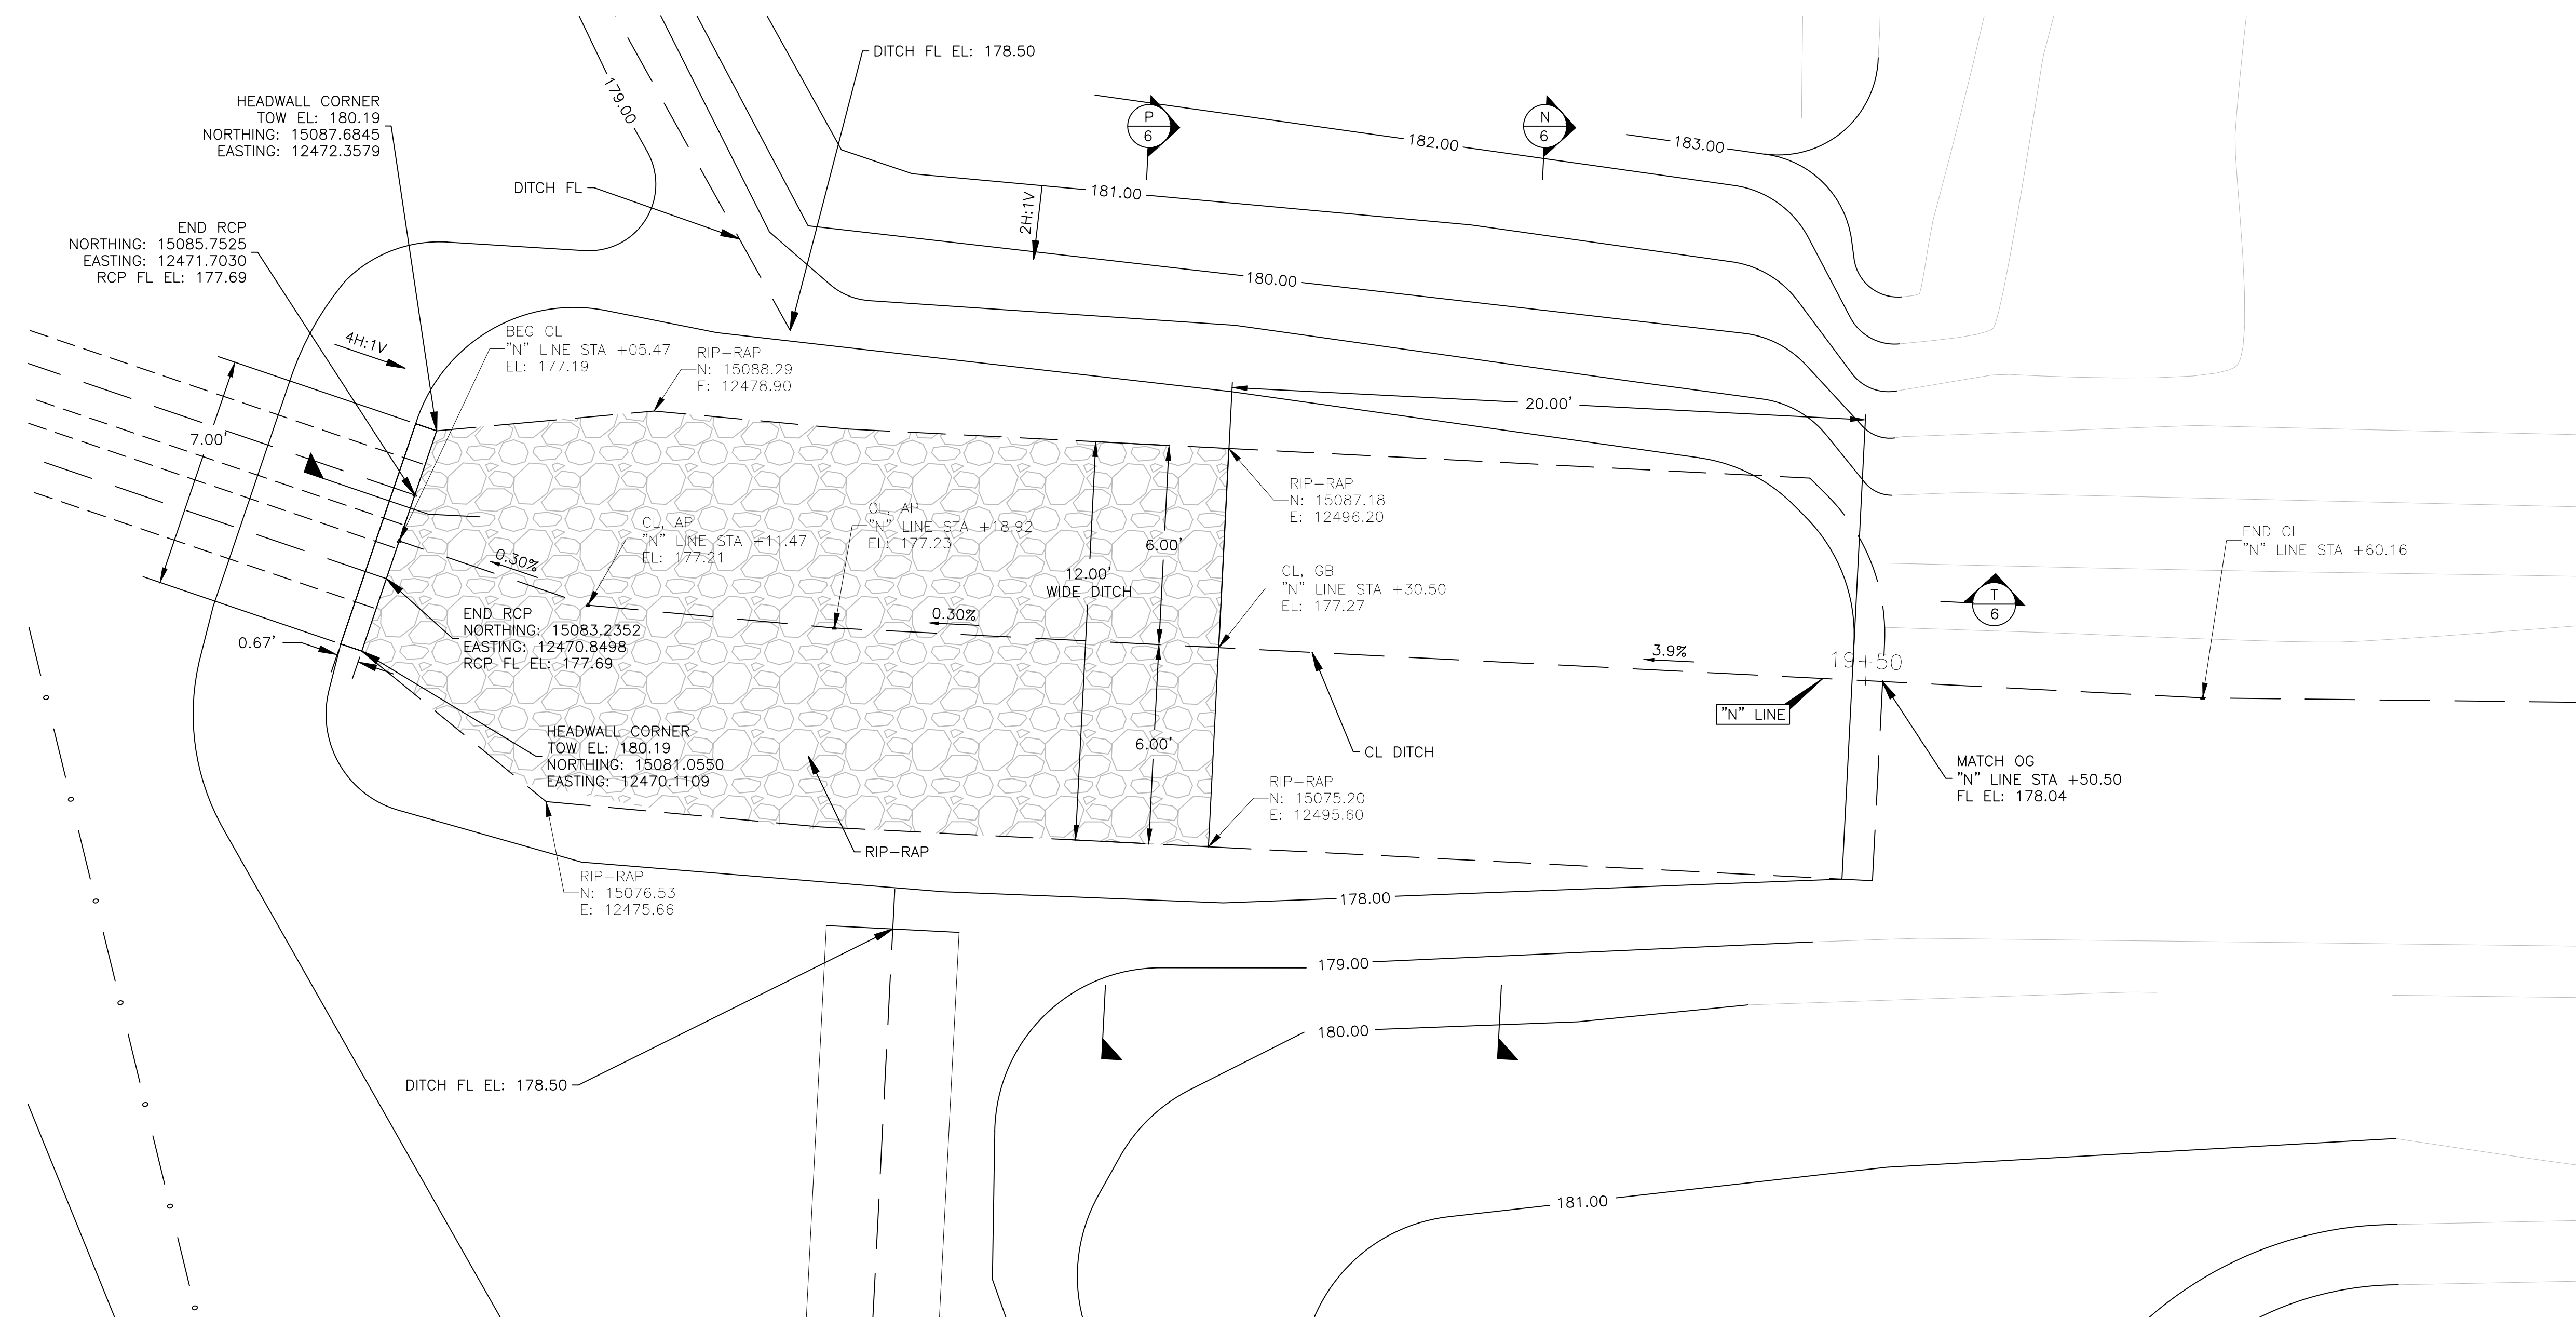 DITCH FL EL: 178.50
179.00
HEADWALL CORNER
TOW EL: 180.19
NORTHING: 15087.6845
EASTING: 12472.3579
P
6
N
6
182.00
183.00
DITCH FL
181.00
2H:1V
END RCP
NORTHING: 15085.7525
EASTING: 12471.7030
RCP FL EL: 177.69
180.00
4H:1V
BEG CL
"N" LINE STA +05.47
EL: 177.19
RIP-RAP
N: 15088.29
E: 12478.90
20.00'
7.00'
RIP-RAP
N: 15087.18
E: 12496.20
CL, AP
"N" LINE STA +18.92
EL: 177.23
CL, AP
"N" LINE STA +11.47
EL: 177.21
END CL
"N" LINE STA +60.16
6.00'
0.30%
12.00'
WIDE DITCH
CL, GB
"N" LINE STA +30.50
EL: 177.27
T
6
0.30%
END RCP
NORTHING: 15083.2352
EASTING: 12470.8498
RCP FL EL: 177.69
0.67'
3.9%
19+50
"N" LINE
HEADWALL CORNER
TOW EL: 180.19
NORTHING: 15081.0550
EASTING: 12470.1109
6.00'
CL DITCH
MATCH OG
"N" LINE STA +50.50
FL EL: 178.04
RIP-RAP
N: 15075.20
E: 12495.60
RIP-RAP
RIP-RAP
N: 15076.53
E: 12475.66
178.00
179.00
180.00
DITCH FL EL: 178.50
181.00